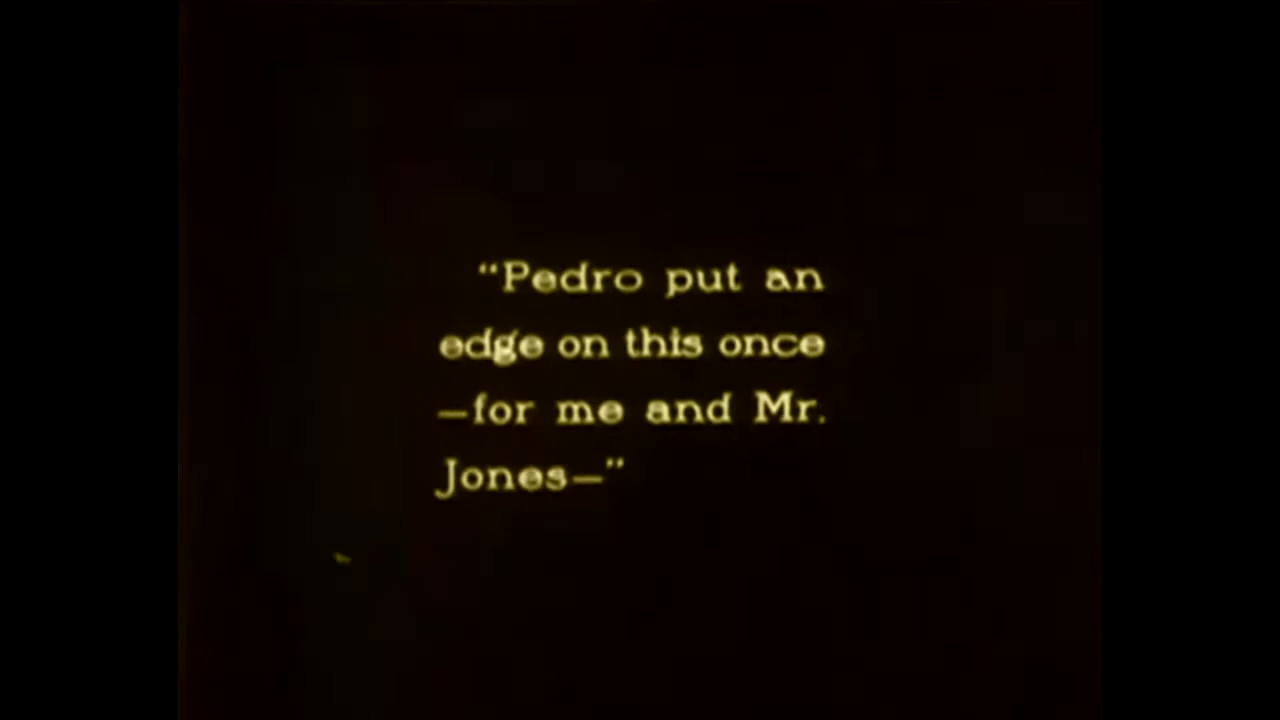 “Pedro put an
edge on this once
—for me and Mr.
Jones—”